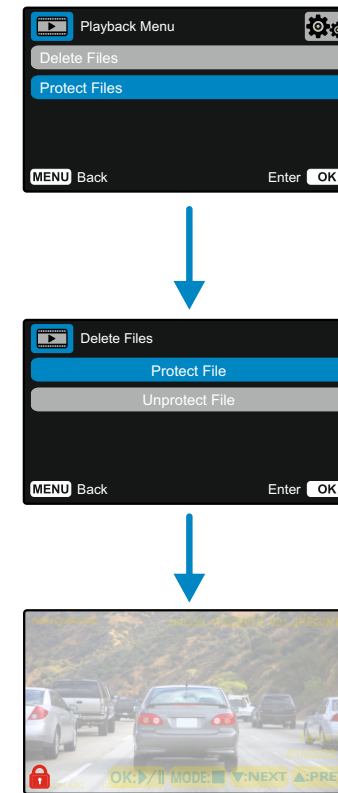 Playback Menu
Delete Files
Protect Files
MENU Back Enter OK
Delete Files
Protect File
Unprotect File
MENU Back Enter OK
OK: / MODE: :NEXT :PRE